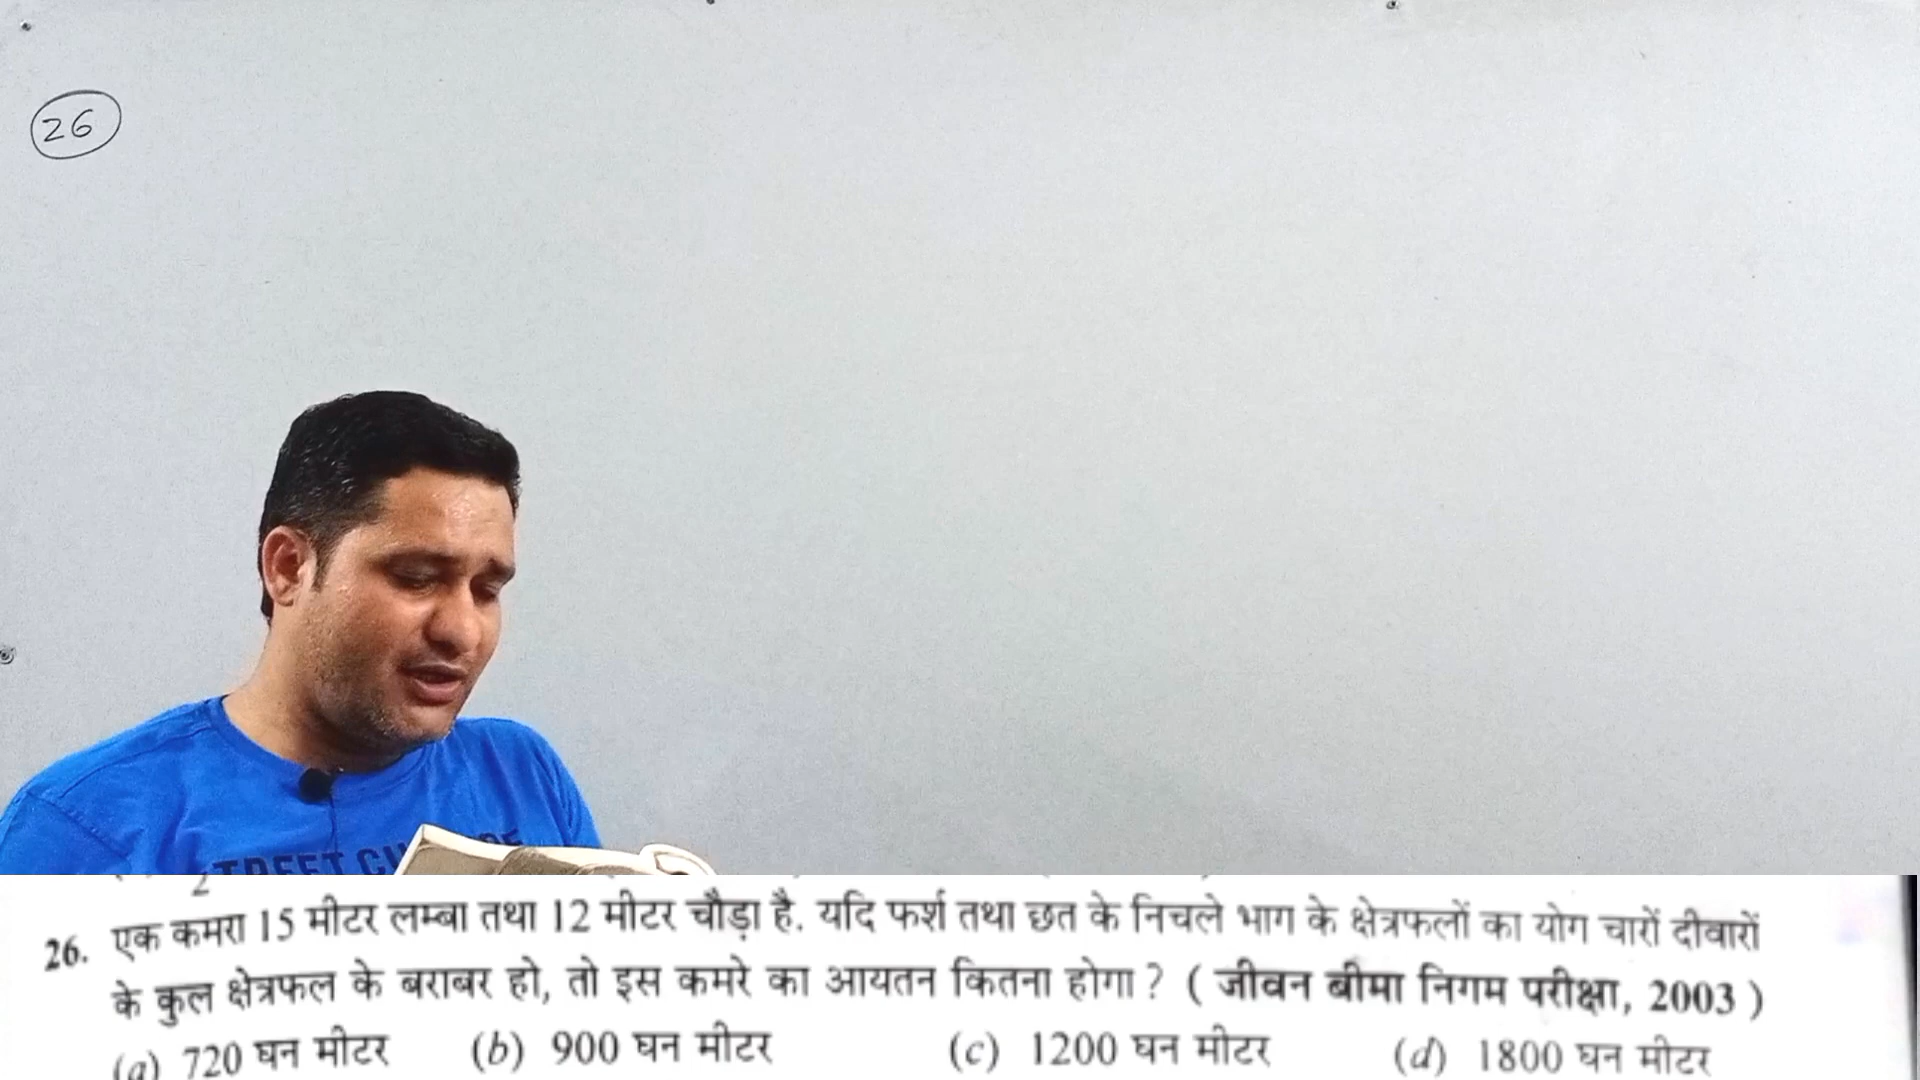 26
26. एक कमरा 15 मीटर लम्बा तथा 12 मीटर चौड़ा है. यदि फर्श तथा छत के निचले भाग के क्षेत्रफलों का योग चारों दीवारों
के कुल क्षेत्रफल के बराबर हो, तो इस कमरे का आयतन कितना होगा ? ( जीवन बीमा निगम परीक्षा, 2003 )
(a) 720 घन मीटर (b) 900 घन मीटर (c) 1200 घन मीटर (d) 1800 घन मीटर